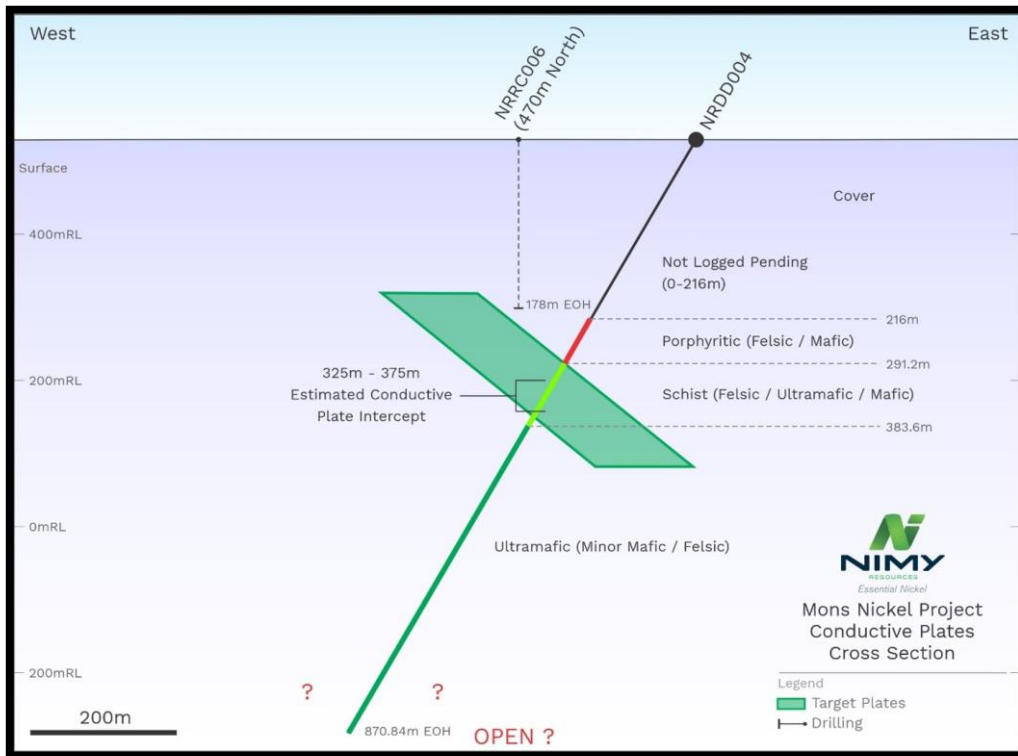 West
East
NRRC006
(470m North)
NRDD004
Surface
Cover
400mRL
Not Logged Pending
(0-216m)
178m EOH
216m
Porphyritic (Felsic / Mafic)
291.2m
325m - 375m
Estimated Conductive
Plate Intercept
200mRL
Schist (Felsic / Ultramafic / Mafic)
383.6m
0mRL
Ultramafic (Minor Mafic / Felsic)
NIMY
RESOURCES
Essential Nickel
Mons Nickel Project
Conductive Plates
Cross Section
200mRL
?
?
Legend
Target Plates
Drilling
200m
870.84m EOH
OPEN ?